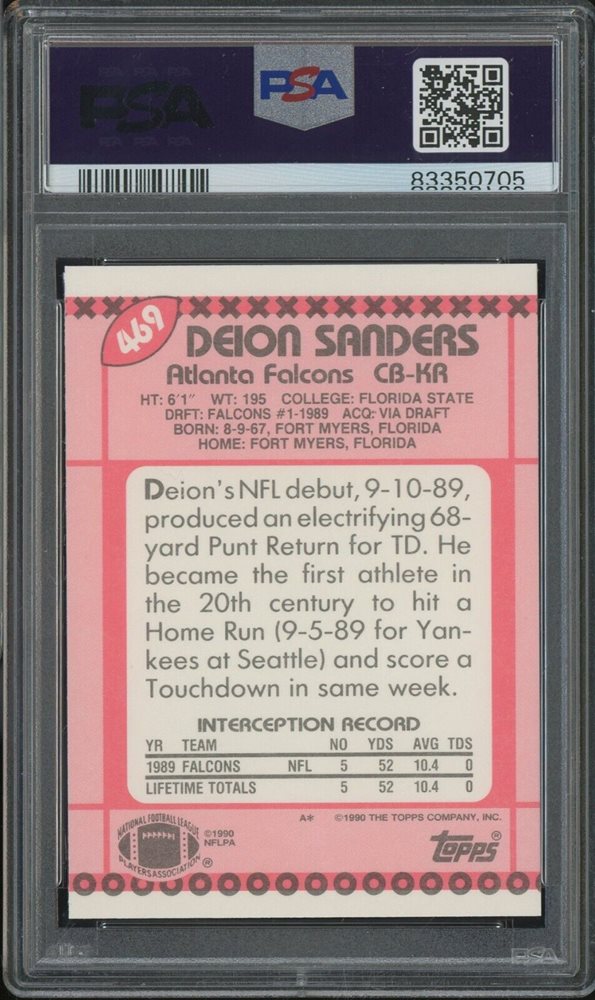 PSA
PSA
83350705
469
DEION SANDERS
Atlanta Falcons CB-KR
HT: 6'1" WT: 195 COLLEGE: FLORIDA STATE
DRFT: FALCONS #1-1989 ACQ: VIA DRAFT
BORN: 8-9-67, FORT MYERS, FLORIDA
HOME: FORT MYERS, FLORIDA
Deion's NFL debut, 9-10-89,
produced an electrifying 68-
yard Punt Return for TD. He
became the first athlete in
the 20th century to hit a
Home Run (9-5-89 for Yan-
kees at Seattle) and score a
Touchdown in same week.
INTERCEPTION RECORD
YR TEAM NO YDS AVG TDS
1989 FALCONS NFL 5 52 10.4 0
LIFETIME TOTALS 5 52 10.4 0
A* ©1990 THE TOPPS COMPANY, INC.
NATIONAL FOOTBALL LEAGUE
PLAYERS ASSOCIATION ®
©1990
NFLPA
TOPPS®
PSA